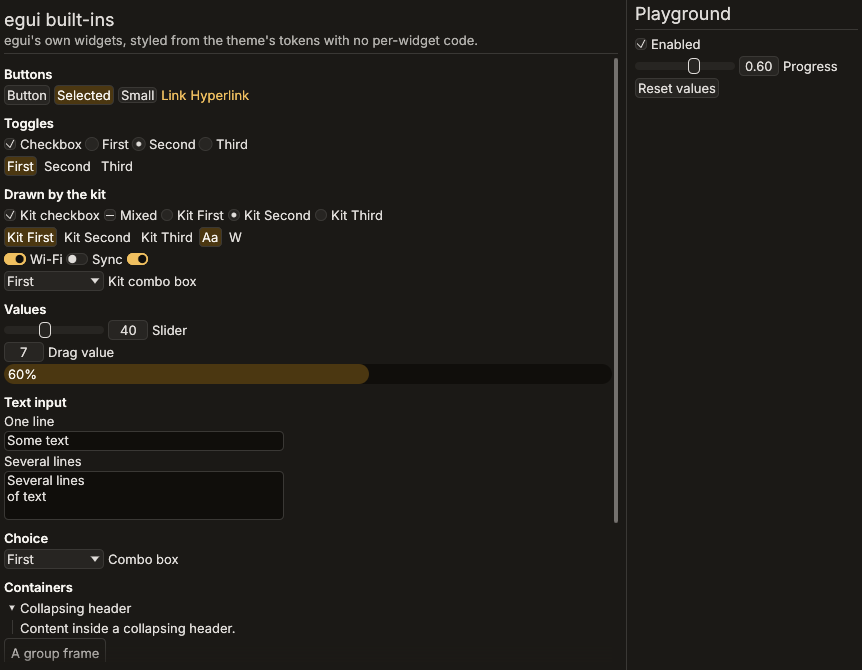 egui built-ins
egui's own widgets, styled from the theme's tokens with no per-widget code.
Buttons
Button Selected Small Link Hyperlink
Toggles
Checkbox First Second Third
First Second Third
Drawn by the kit
Kit checkbox Mixed Kit First Kit Second Kit Third
Kit First Kit Second Kit Third Aa W
Wi-Fi Sync
First Kit combo box
Values
40 Slider
7 Drag value
60%
Text input
One line
Some text
Several lines
Several lines
of text
Choice
First Combo box
Containers
Collapsing header
Content inside a collapsing header.
A group frame
Playground
Enabled
0.60 Progress
Reset values